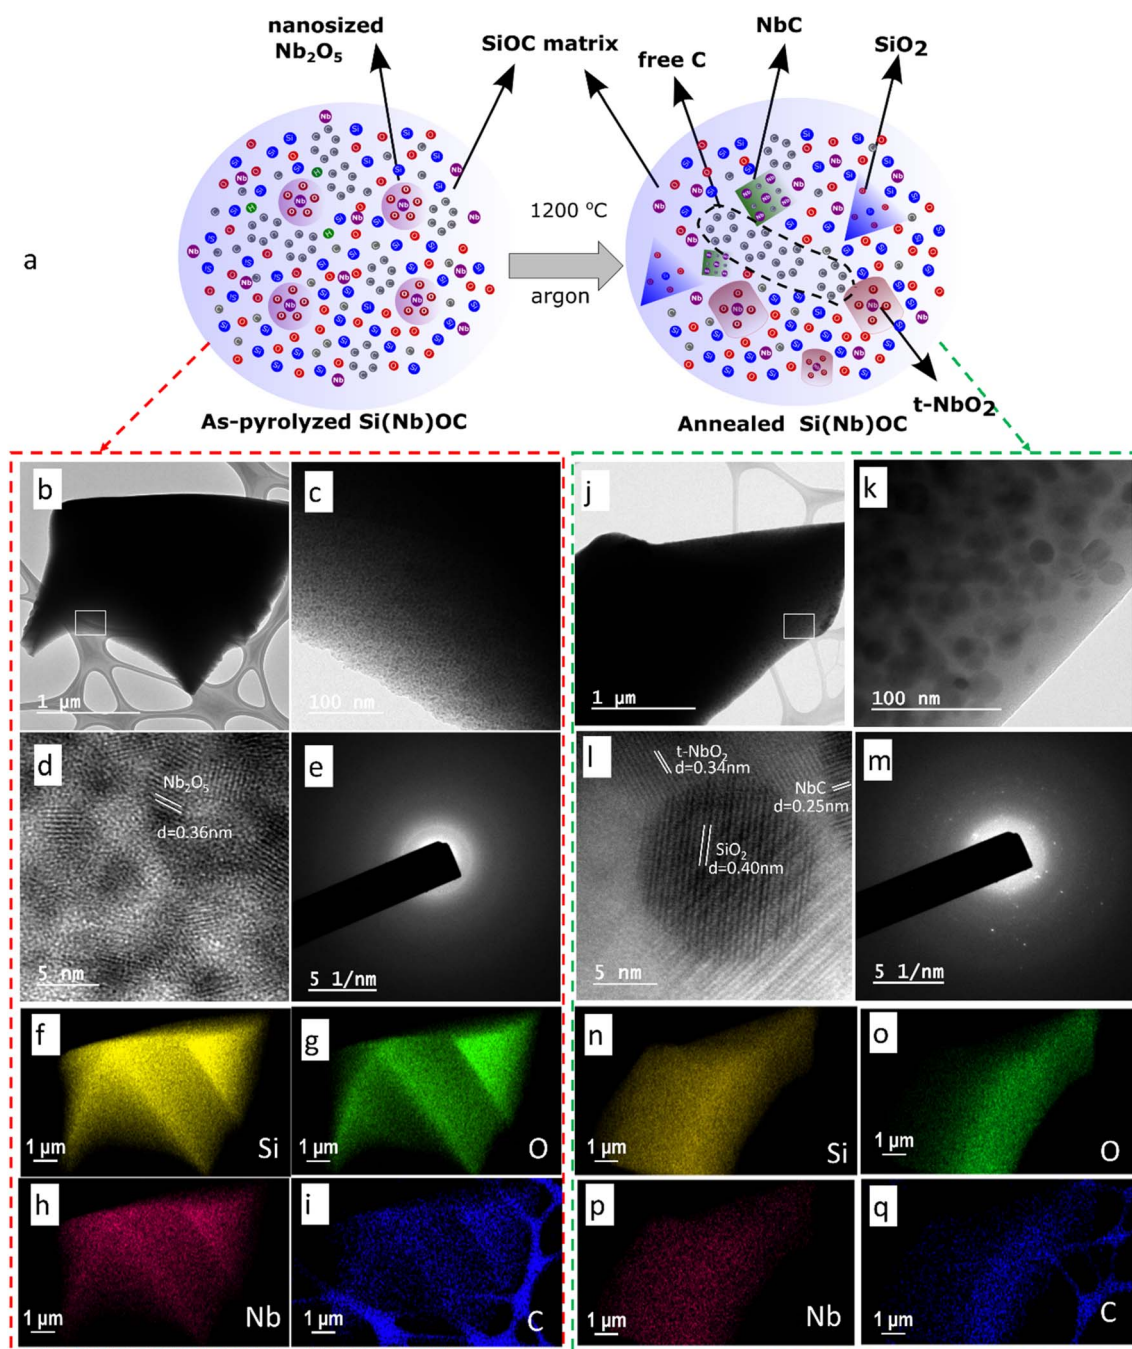 nanosized
Nb₂O₅
SiOC matrix
free C
NbC
SiO₂
a
1200 ºC
argon
As-pyrolyzed Si(Nb)OC
Annealed Si(Nb)OC
t-NbO₂
b
1 µm
c
100 nm
j
1 µm
k
100 nm
d
Nb₂O₅
d=0.36nm
5 nm
e
5 1/nm
l
t-NbO₂
d=0.34nm
NbC
d=0.25nm
SiO₂
d=0.40nm
5 nm
m
5 1/nm
f
1 µm
Si
g
1 µm
O
n
1 µm
Si
o
1 µm
O
h
1 µm
Nb
i
1 µm
C
p
1 µm
Nb
q
1 µm
C